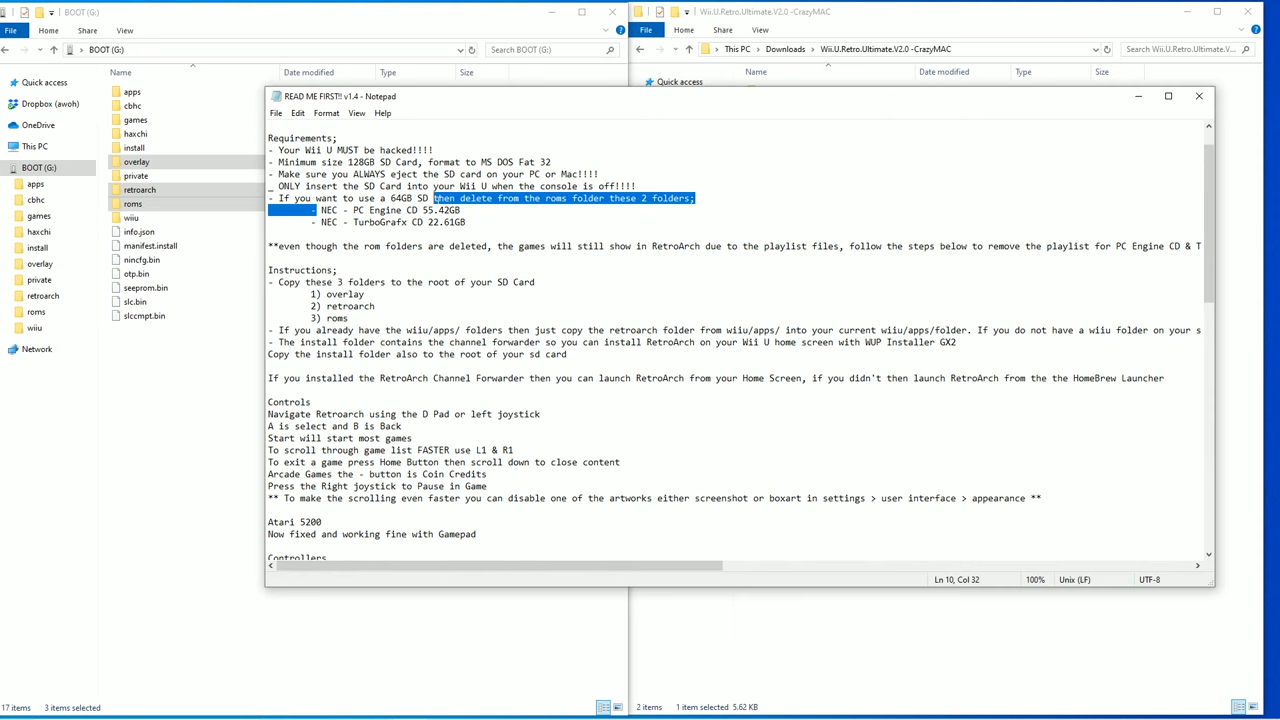 BOOT (G:)
File Home Share View
BOOT (G:)
Search BOOT (G:)
Name Date modified Type Size
Quick access
Dropbox (awoh)
OneDrive
This PC
BOOT (G:)
apps
cbhc
games
haxchi
install
overlay
private
retroarch
roms
wiiu
Network
apps
cbhc
games
haxchi
install
overlay
private
retroarch
roms
wiiu
info.json
manifest.install
nincfg.bin
otp.bin
seeprom.bin
slc.bin
slccmpt.bin
17 items 3 items selected
Wii.U.Retro.Ultimate.V2.0 -CrazyMAC
File Home Share View
This PC Downloads Wii.U.Retro.Ultimate.V2.0 -CrazyMAC
Search Wii.U.Retro.Ultimate.V...
Name Date modified Type Size
Quick access
2 items 1 item selected 5.62 KB
READ ME FIRST!! v1.4 - Notepad
File Edit Format View Help
Requirements;
- Your Wii U MUST be hacked!!!!
- Minimum size 128GB SD Card, format to MS DOS Fat 32
- Make sure you ALWAYS eject the SD card on your PC or Mac!!!!
_ ONLY insert the SD Card into your Wii U when the console is off!!!!
- If you want to use a 64GB SD then delete from the roms folder these 2 folders;
- NEC - PC Engine CD 55.42GB
- NEC - TurboGrafx CD 22.61GB
**even though the rom folders are deleted, the games will still show in RetroArch due to the playlist files, follow the steps below to remove the playlist for PC Engine CD & T
Instructions;
- Copy these 3 folders to the root of your SD Card
1) overlay
2) retroarch
3) roms
- If you already have the wiiu/apps/ folders then just copy the retroarch folder from wiiu/apps/ into your current wiiu/apps/folder. If you do not have a wiiu folder on your s
- The install folder contains the channel forwarder so you can install RetroArch on your Wii U home screen with WUP Installer GX2
Copy the install folder also to the root of your sd card
If you installed the RetroArch Channel Forwarder then you can launch RetroArch from your Home Screen, if you didn't then launch RetroArch from the the HomeBrew Launcher
Controls
Navigate Retroarch using the D Pad or left joystick
A is select and B is Back
Start will start most games
To scroll through game list FASTER use L1 & R1
To exit a game press Home Button then scroll down to close content
Arcade Games the - button is Coin Credits
Press the Right joystick to Pause in Game
** To make the scrolling even faster you can disable one of the artworks either screenshot or boxart in settings > user interface > appearance **
Atari 5200
Now fixed and working fine with Gamepad
Controllers
Ln 10, Col 32 100% Unix (LF) UTF-8